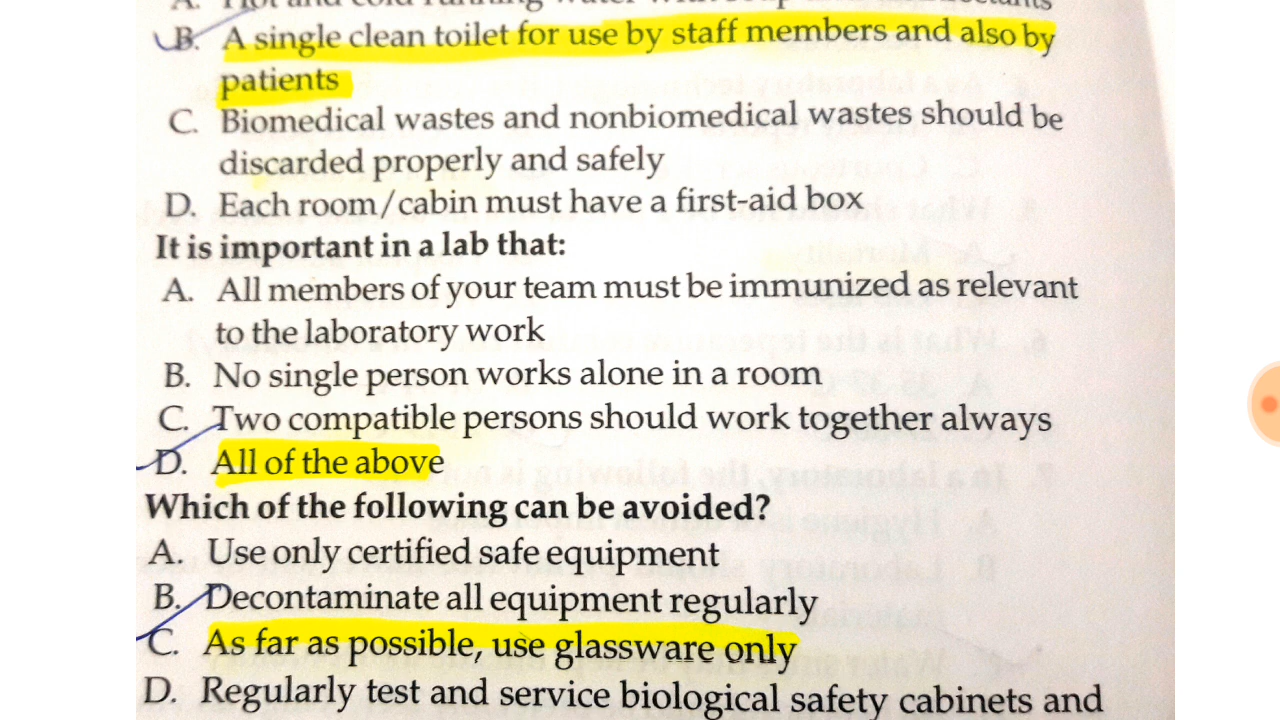 B. A single clean toilet for use by staff members and also by
patients
C. Biomedical wastes and nonbiomedical wastes should be
discarded properly and safely
D. Each room/cabin must have a first-aid box
It is important in a lab that:
A. All members of your team must be immunized as relevant
to the laboratory work
B. No single person works alone in a room
C. Two compatible persons should work together always
D. All of the above
Which of the following can be avoided?
A. Use only certified safe equipment
B. Decontaminate all equipment regularly
C. As far as possible, use glassware only
D. Regularly test and service biological safety cabinets and